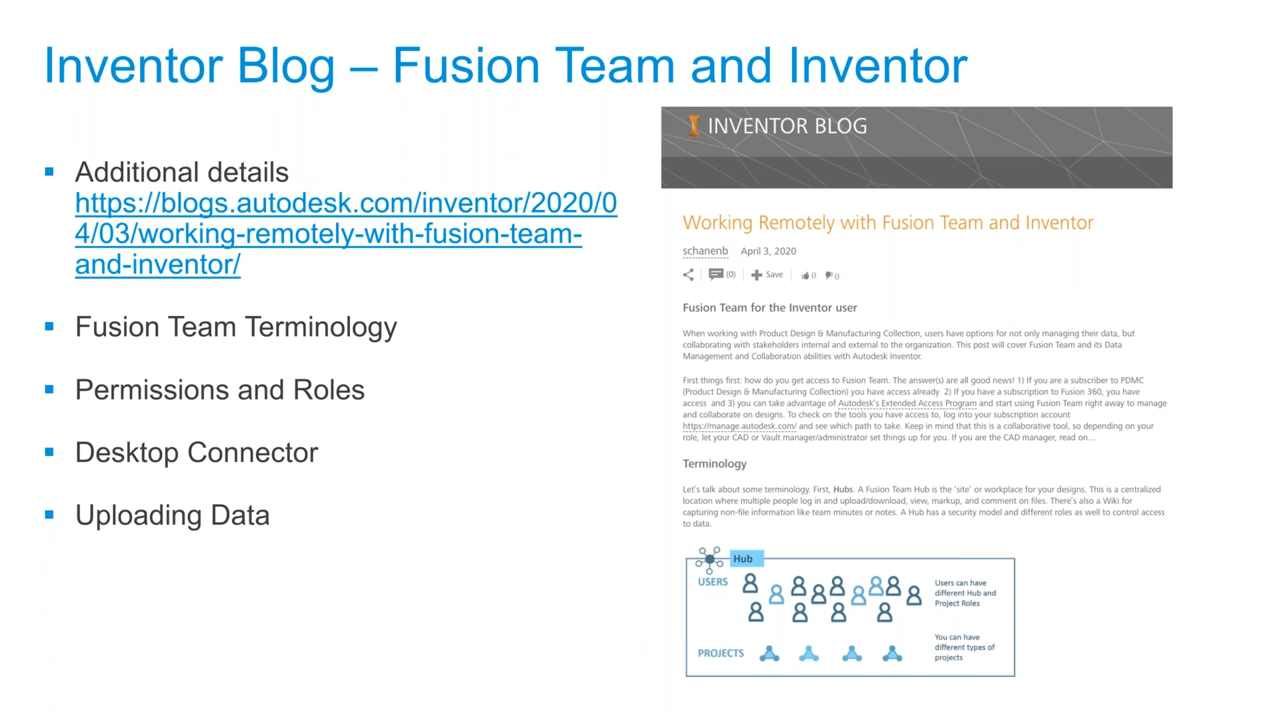 Inventor Blog – Fusion Team and Inventor
▪ Additional details
https://blogs.autodesk.com/inventor/2020/0
4/03/working-remotely-with-fusion-team-
and-inventor/
▪ Fusion Team Terminology
▪ Permissions and Roles
▪ Desktop Connector
▪ Uploading Data
INVENTOR BLOG
Working Remotely with Fusion Team and Inventor
schanenb April 3, 2020
(0) Save 0 0
Fusion Team for the Inventor user
When working with Product Design & Manufacturing Collection, users have options for not only managing their data, but
collaborating with stakeholders internal and external to the organization. This post will cover Fusion Team and its Data
Management and Collaboration abilities with Autodesk Inventor.
First things first: how do you get access to Fusion Team. The answer(s) are all good news! 1) If you are a subscriber to PDMC
(Product Design & Manufacturing Collection) you have access already 2) If you have a subscription to Fusion 360, you have
access and 3) you can take advantage of Autodesk's Extended Access Program and start using Fusion Team right away to manage
and collaborate on designs. To check on the tools you have access to, log into your subscription account
https://manage.autodesk.com/ and see which path to take. Keep in mind that this is a collaborative tool, so depending on your
role, let your CAD or Vault manager/administrator set things up for you. If you are the CAD manager, read on…
Terminology
Let's talk about some terminology. First, Hubs. A Fusion Team Hub is the 'site' or workplace for your designs. This is a centralized
location where multiple people log in and upload/download, view, markup, and comment on files. There's also a Wiki for
capturing non-file information like team minutes or notes. A Hub has a security model and different roles as well to control access
to data.
Hub
USERS
Users can have
different Hub and
Project Roles
PROJECTS
You can have
different types of
projects